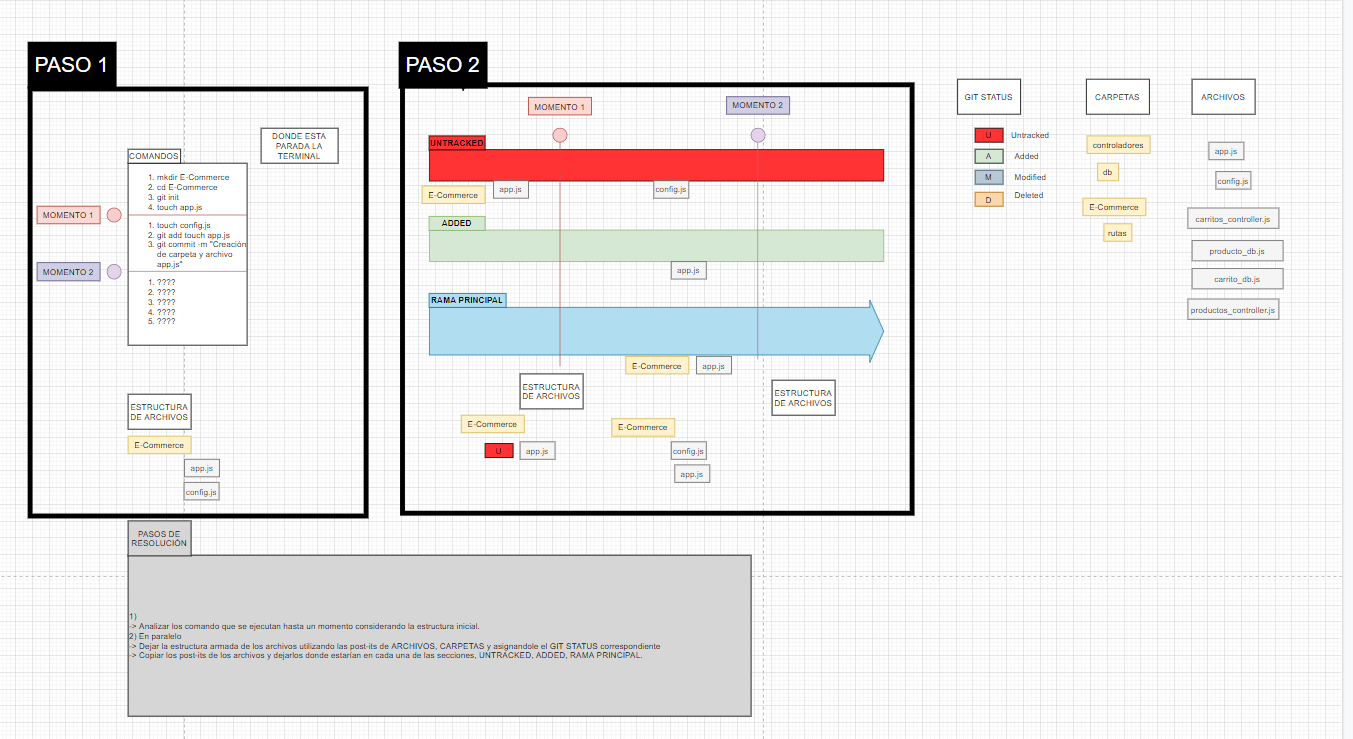 PASO 1
DONDE ESTA
PARADA LA
TERMINAL
COMANDOS
1. mkdir E-Commerce
2. cd E-Commerce
3. git init
4. touch app.js
MOMENTO 1
1. touch config.js
2. git add touch app.js
3. git commit -m "Creación
de carpeta y archivo
app.js"
MOMENTO 2
1. ????
2. ????
3. ????
4. ????
5. ????
ESTRUCTURA
DE ARCHIVOS
E-Commerce
app.js
config.js
PASO 2
MOMENTO 1
MOMENTO 2
UNTRACKED
E-Commerce
app.js
config.js
ADDED
app.js
RAMA PRINCIPAL
E-Commerce
app.js
ESTRUCTURA
DE ARCHIVOS
E-Commerce
U
app.js
ESTRUCTURA
DE ARCHIVOS
E-Commerce
config.js
app.js
GIT STATUS
U Untracked
A Added
M Modified
D Deleted
CARPETAS
controladores
db
E-Commerce
rutas
ARCHIVOS
app.js
config.js
carritos_controller.js
producto_db.js
carrito_db.js
productos_controller.js
PASOS DE
RESOLUCIÓN
1)
-> Analizar los comando que se ejecutan hasta un momento considerando la estructura inicial.
2) En paralelo
-> Dejar la estructura armada de los archivos utilizando las post-its de ARCHIVOS, CARPETAS y asignandole el GIT STATUS correspondiente
-> Copiar los post-its de los archivos y dejarlos donde estarían en cada una de las secciones, UNTRACKED, ADDED, RAMA PRINCIPAL.